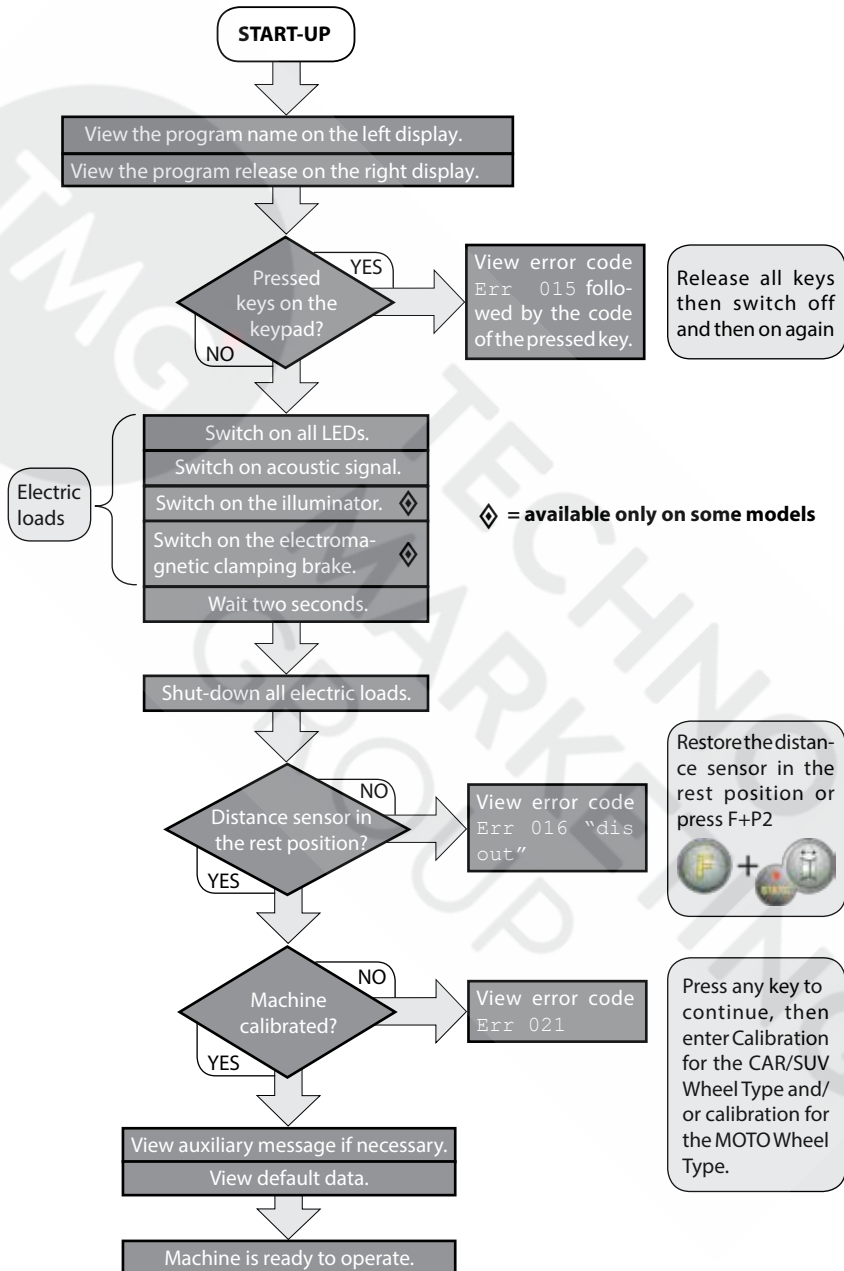 START-UP
View the program name on the left display.
View the program release on the right display.
Pressed
keys on the
keypad?
YES
NO
View error code
Err 015 follo-
wed by the code
of the pressed key.
Release all keys
then switch off
and then on again
Electric
loads
Switch on all LEDs.
Switch on acoustic signal.
Switch on the illuminator.
Switch on the electroma-
gnetic clamping brake.
Wait two seconds.
= available only on some models
Shut-down all electric loads.
Distance sensor in
the rest position?
NO
YES
View error code
Err 016 “dis
out”
Restore the distan-
ce sensor in the
rest position or
press F+P2
F + STATIC
Machine
calibrated?
NO
YES
View error code
Err 021
Press any key to
continue, then
enter Calibration
for the CAR/SUV
Wheel Type and/
or calibration for
the MOTO Wheel
Type.
View auxiliary message if necessary.
View default data.
Machine is ready to operate.
TMG
TECHNO
MARKETING
GROUP